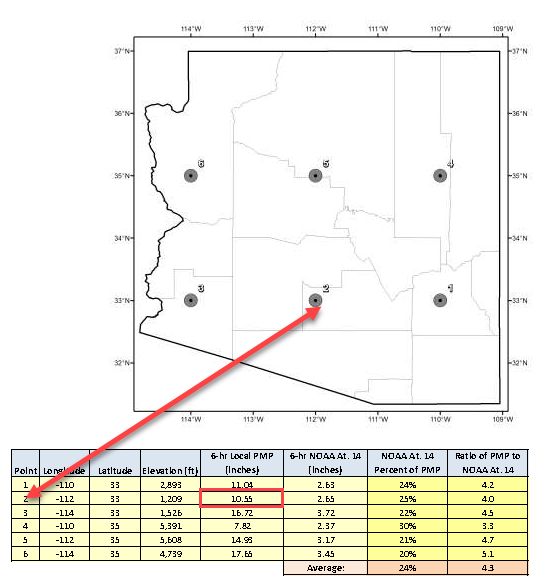 114°W 113°W 112°W 111°W 110°W 109°W
37°N 37°N
36°N 36°N
6 5 4
35°N 35°N
34°N 34°N
3 2 1
33°N 33°N
32°N 32°N
114°W 113°W 112°W 111°W 110°W 109°W
6-hr Local PMP 6-hr NOAA At. 14 NOAA At. 14 Ratio of PMP to
Point Longitude Latitude Elevation (ft) (inches) (inches) Percent of PMP NOAA At. 14
1 -110 33 2,893 11.04 2.63 24% 4.2
2 -112 33 1,209 10.55 2.65 25% 4.0
3 -114 33 1,526 16.72 3.72 22% 4.5
4 -110 35 5,391 7.82 2.37 30% 3.3
5 -112 35 5,608 14.93 3.17 21% 4.7
6 -114 35 4,739 17.65 3.45 20% 5.1
Average: 24% 4.3